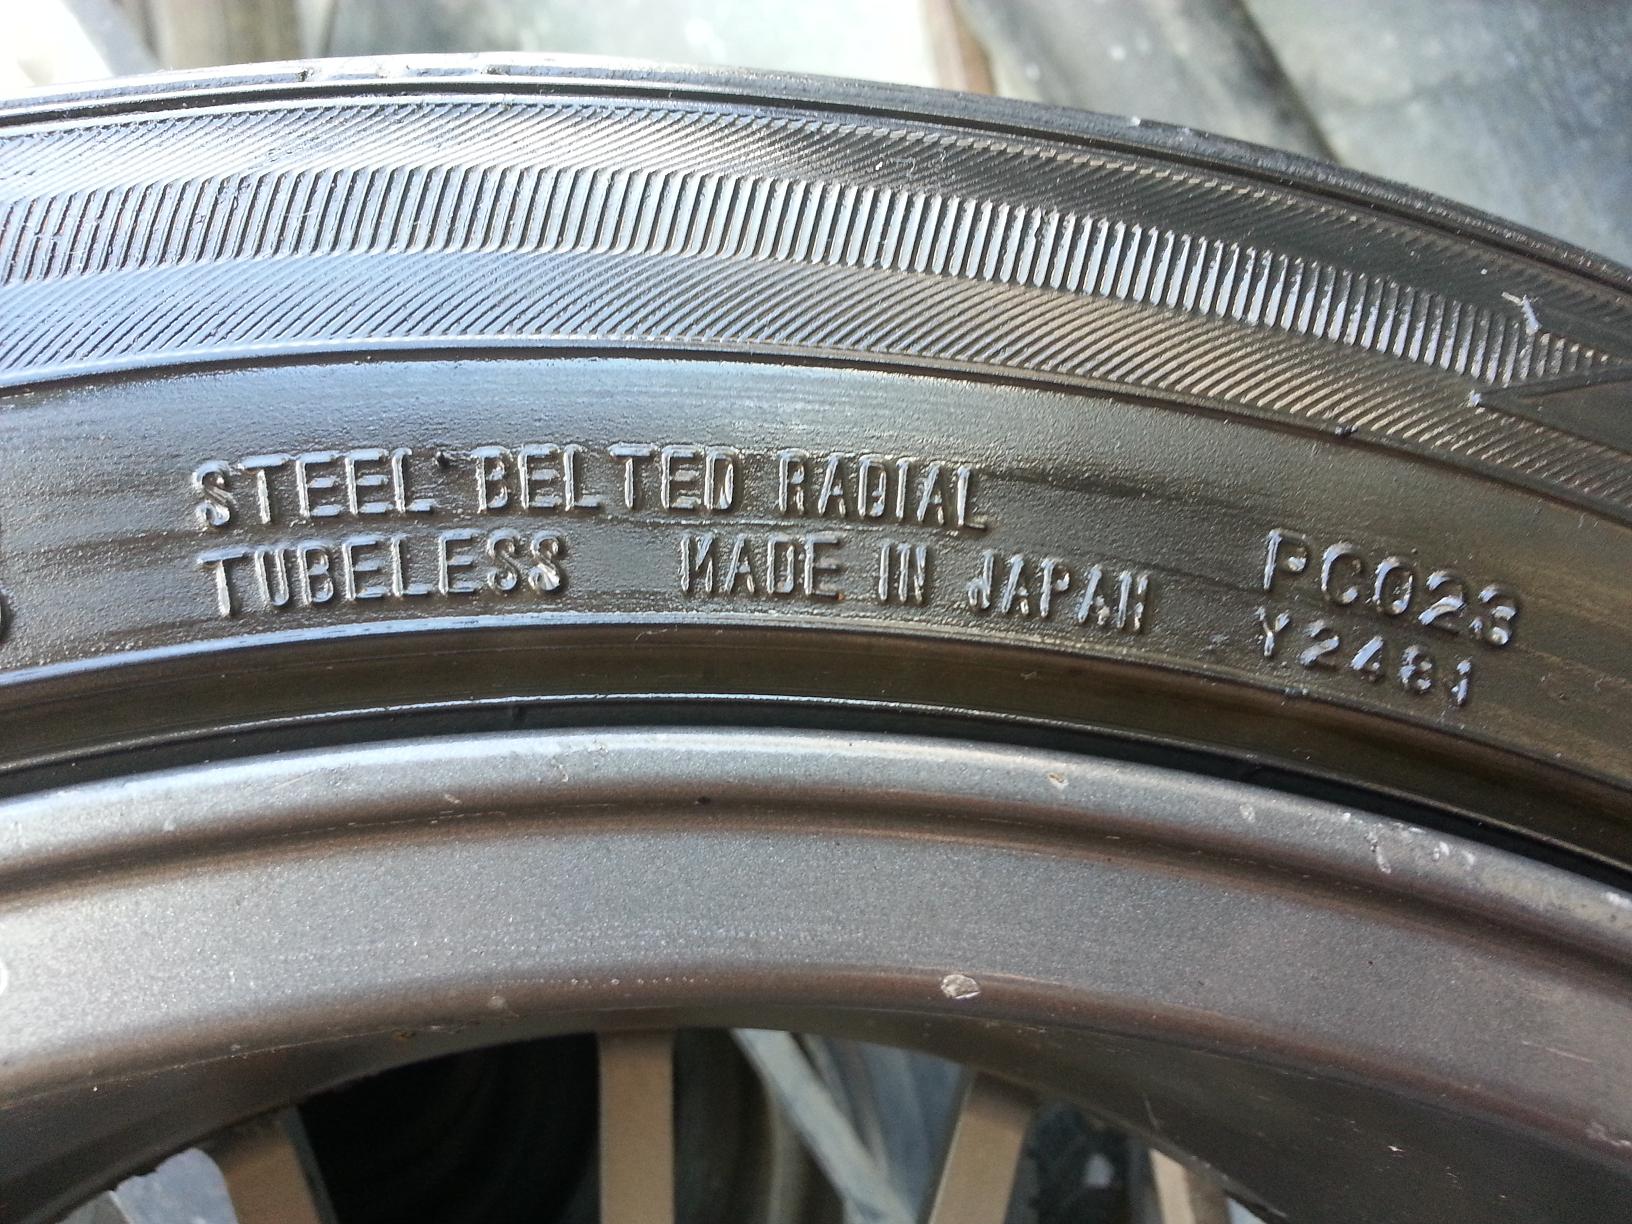 STEEL BELTED RADIAL
TUBELESS MADE IN JAPAN
PC023
Y2481